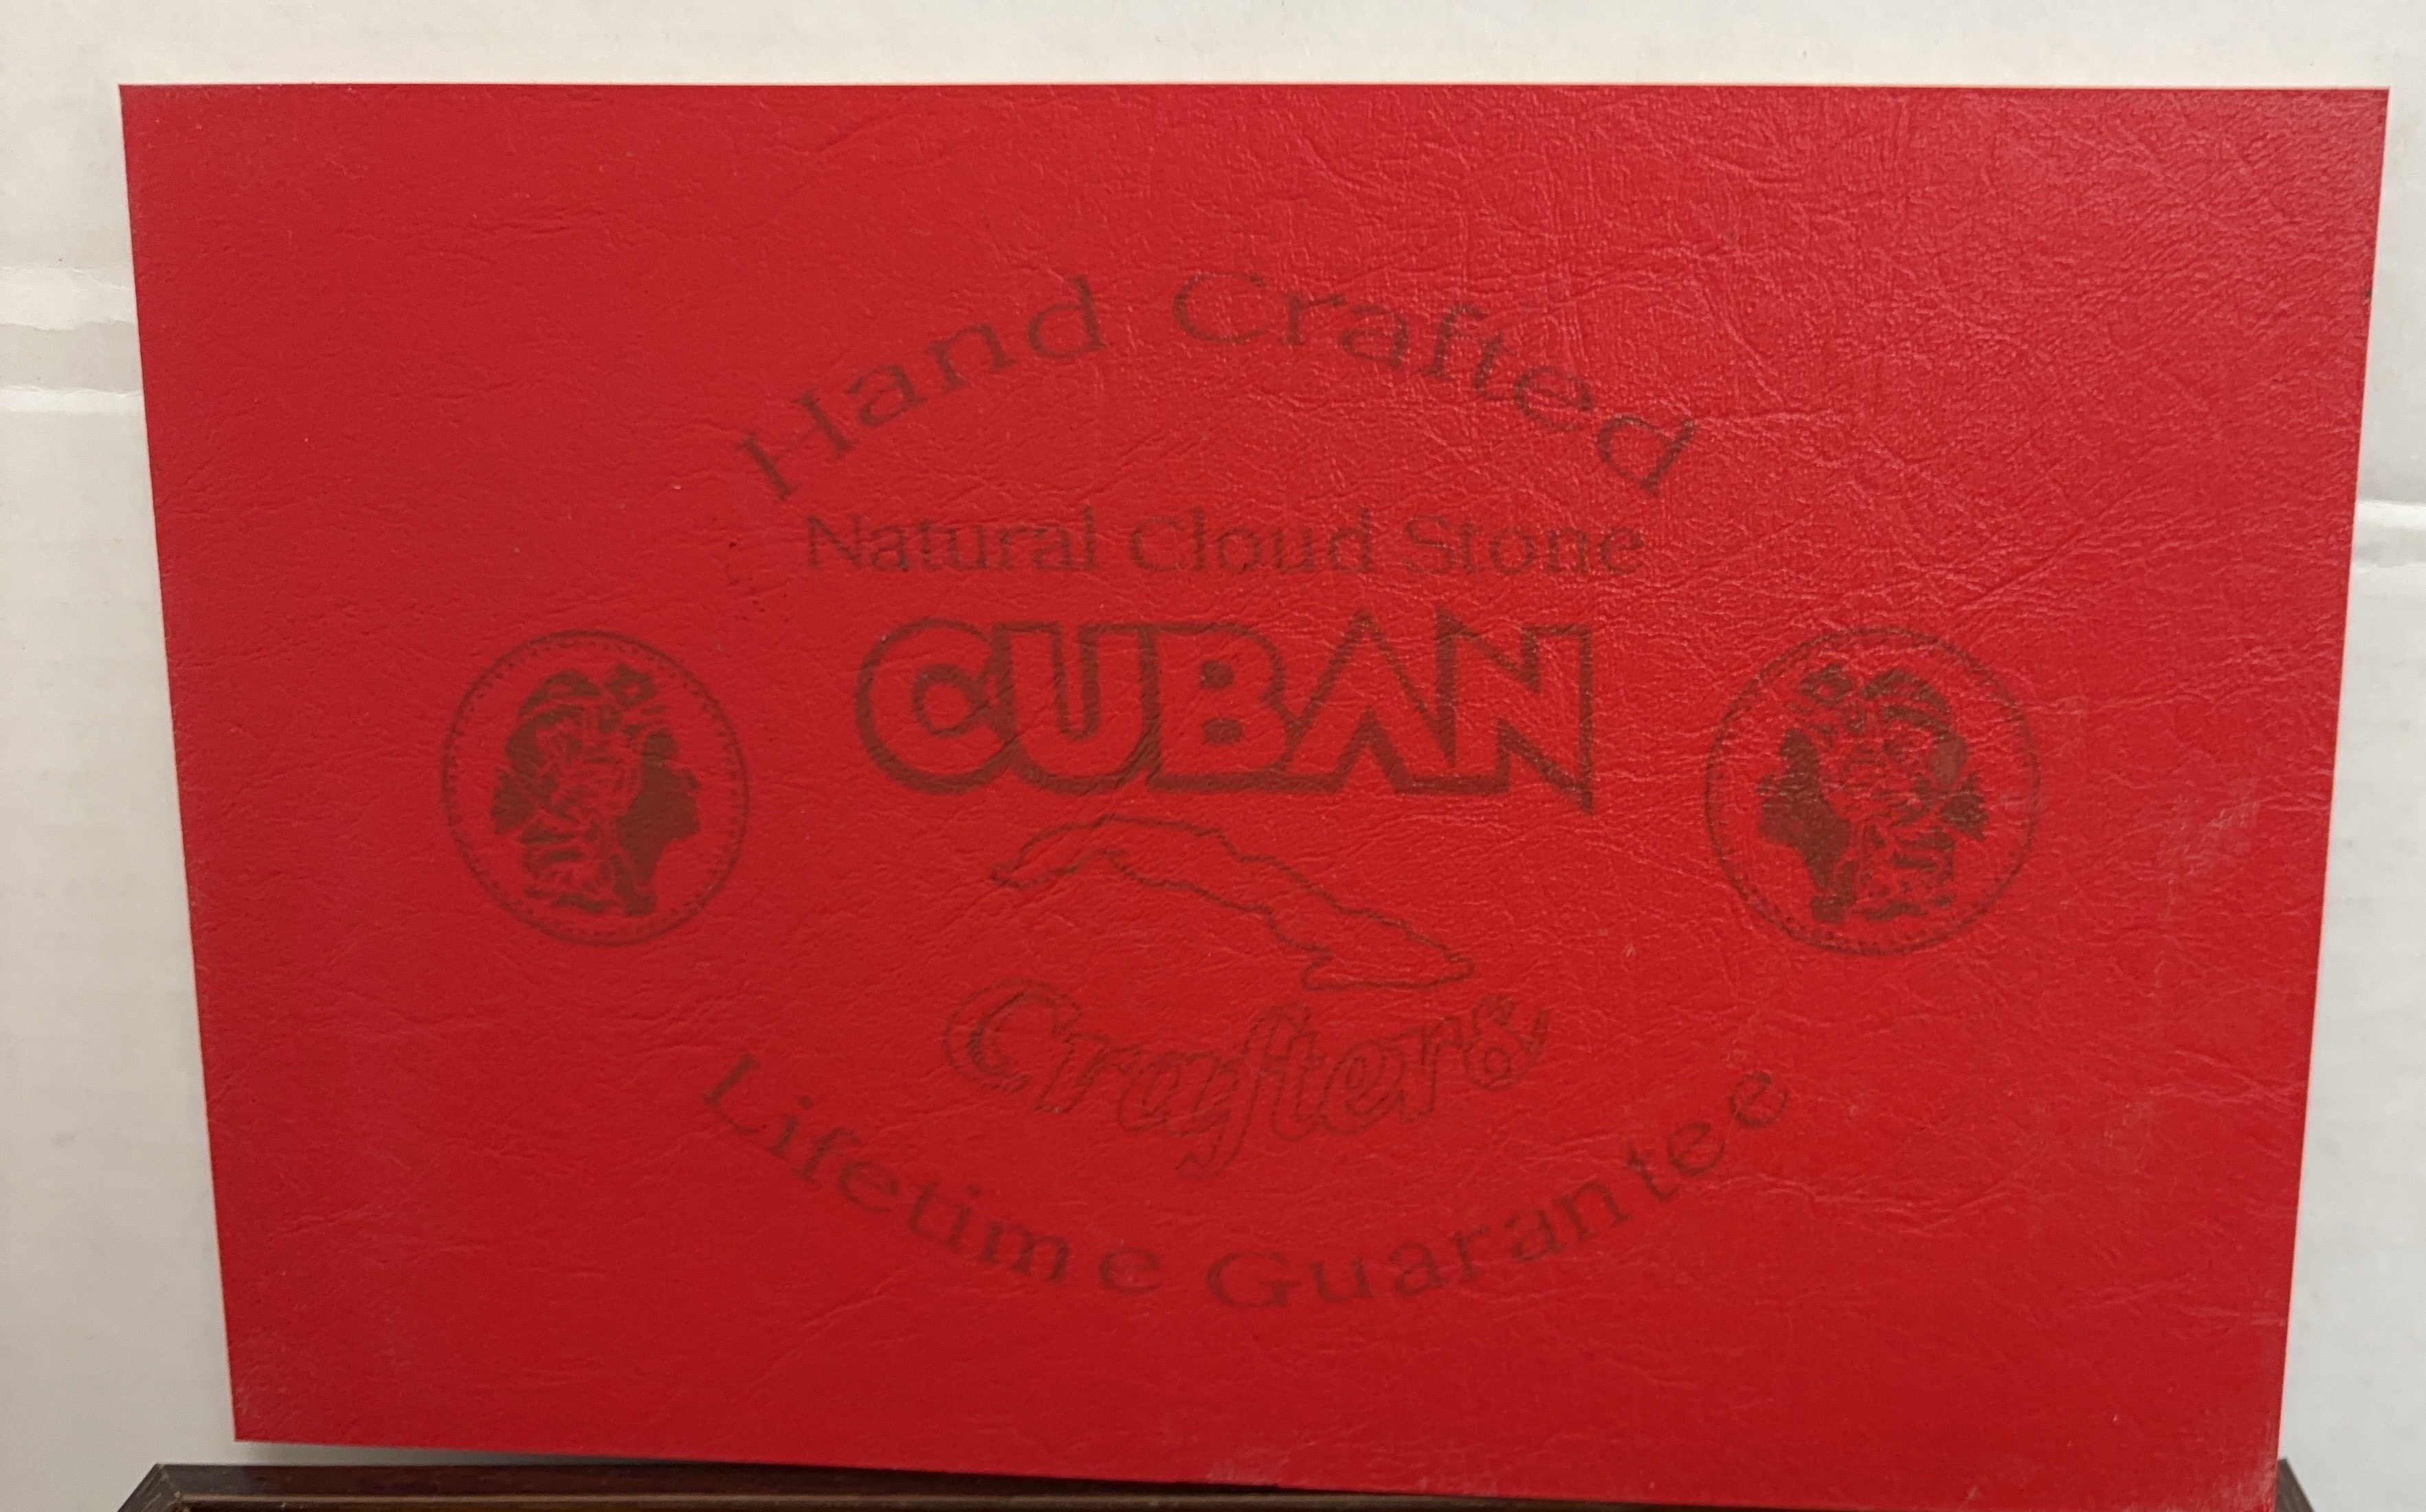 Hand Crafted
Natural Cloud Stone
CUBAN
Crafters
Lifetime Guarantee